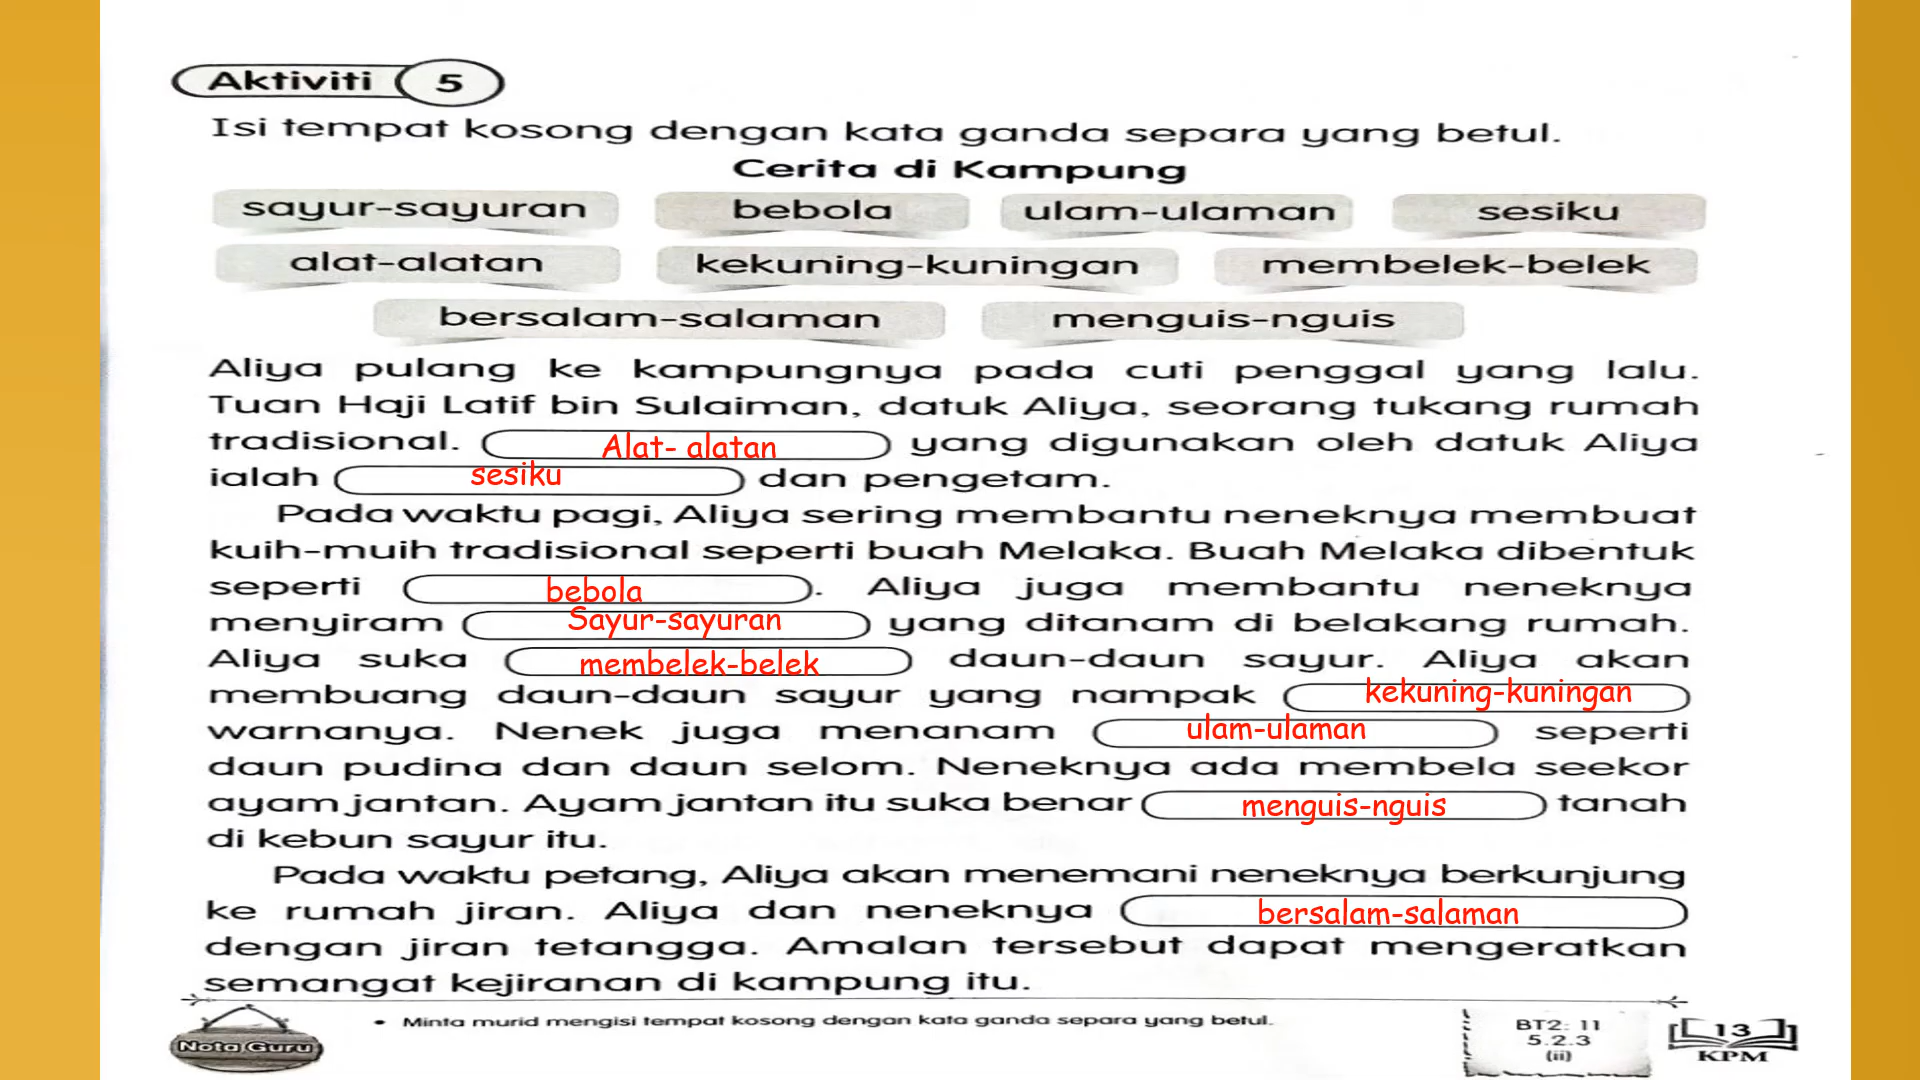 Aktiviti 5
Isi tempat kosong dengan kata ganda separa yang betul.
Cerita di Kampung
sayur-sayuran bebola ulam-ulaman sesiku
alat-alatan kekuning-kuningan membelek-belek
bersalam-salaman menguis-nguis
Aliya pulang ke kampungnya pada cuti penggal yang lalu.
Tuan Haji Latif bin Sulaiman, datuk Aliya, seorang tukang rumah
tradisional. Alat- alatan yang digunakan oleh datuk Aliya
ialah sesiku dan pengetam.
Pada waktu pagi, Aliya sering membantu neneknya membuat
kuih-muih tradisional seperti buah Melaka. Buah Melaka dibentuk
seperti bebola. Aliya juga membantu neneknya
menyiram Sayur-sayuran yang ditanam di belakang rumah.
Aliya suka membelek-belek daun-daun sayur. Aliya akan
membuang daun-daun sayur yang nampak kekuning-kuningan
warnanya. Nenek juga menanam ulam-ulaman seperti
daun pudina dan daun selom. Neneknya ada membela seekor
ayam jantan. Ayam jantan itu suka benar menguis-nguis tanah
di kebun sayur itu.
Pada waktu petang, Aliya akan menemani neneknya berkunjung
ke rumah jiran. Aliya dan neneknya bersalam-salaman
dengan jiran tetangga. Amalan tersebut dapat mengeratkan
semangat kejiranan di kampung itu.
Nota Guru
• Minta murid mengisi tempat kosong dengan kata ganda separa yang betul.
BT2: 11
5.2.3
(ii)
13
KPM